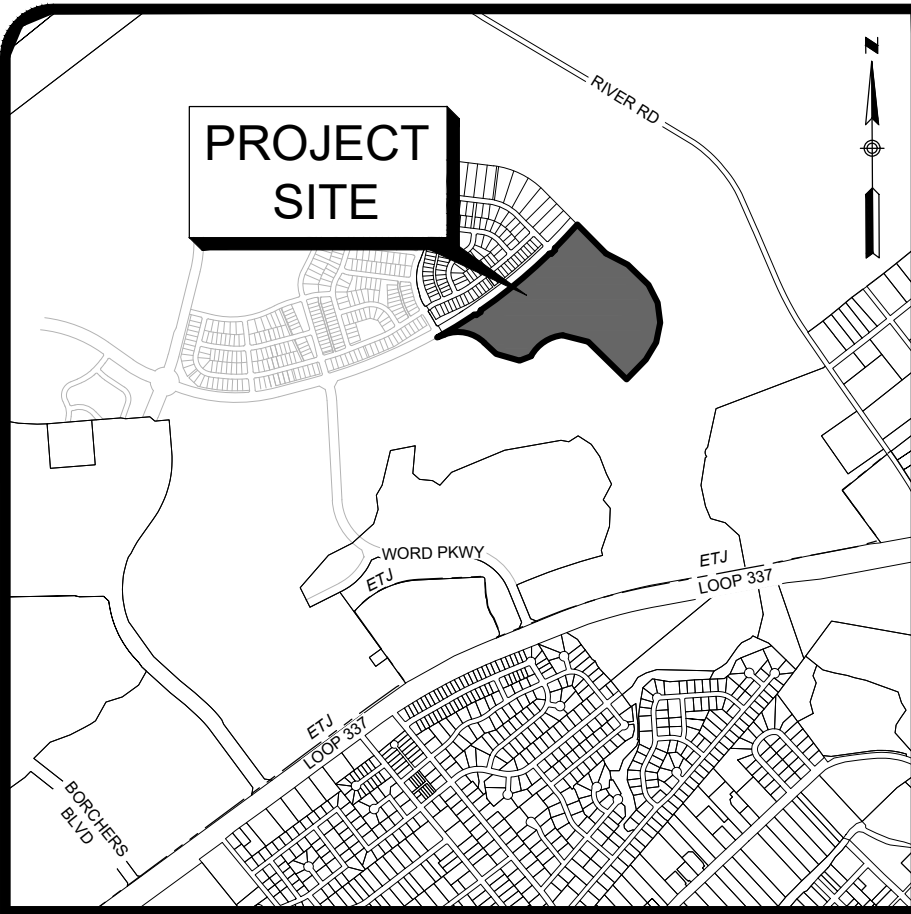 N
RIVER RD
PROJECT
SITE
WORD PKWY
ETJ
ETJ
LOOP 337
ETJ
LOOP 337
BORCHERS
BLVD